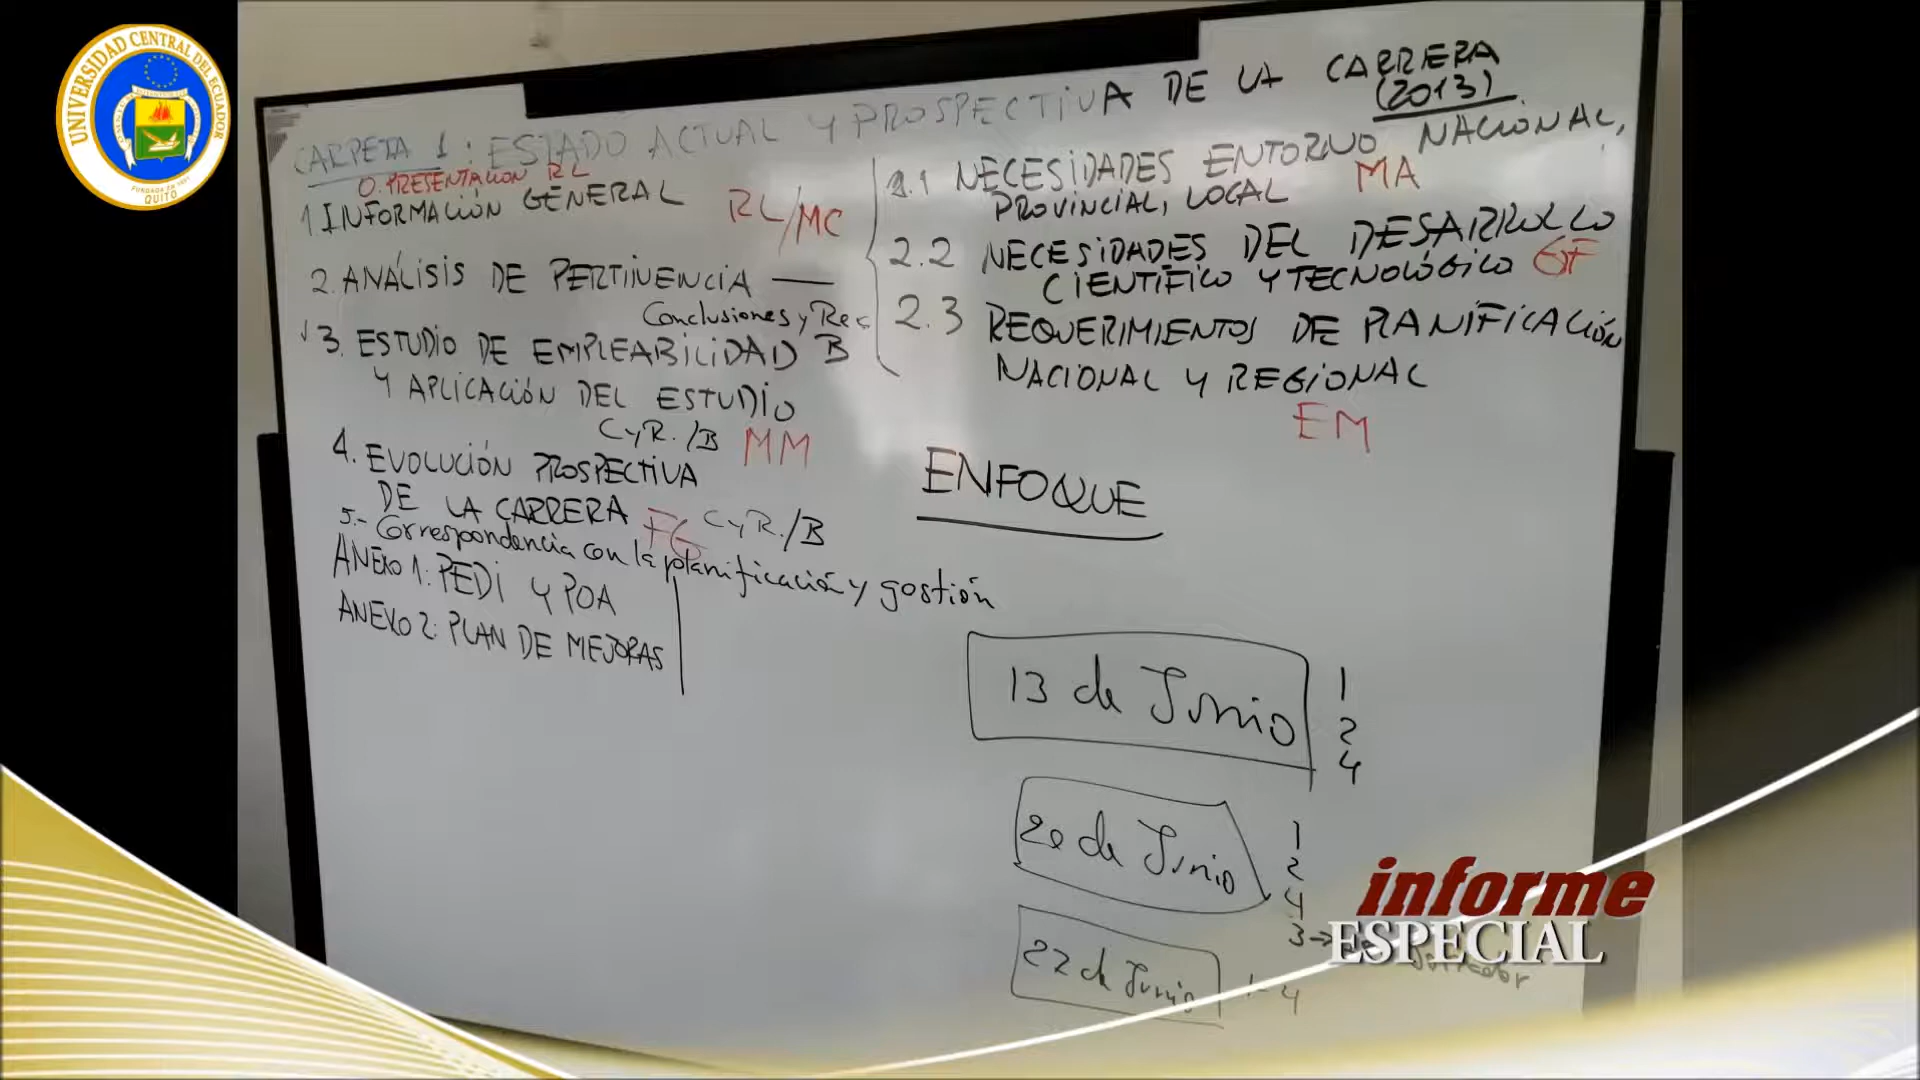 UNIVERSIDAD CENTRAL DEL ECUADOR
FUNDADA EN 1651
QUITO
CARPETA 1: ESTADO ACTUAL Y PROSPECTIVA DE LA CARRERA
(2013)
0. PRESENTACIÓN RL
1 INFORMACIÓN GENERAL RL/MC
2. ANÁLISIS DE PERTINENCIA —
Conclusiones y Rec
3. ESTUDIO DE EMPLEABILIDAD B
Y APLICACIÓN DEL ESTUDIO
CyR./B MM
4. EVOLUCIÓN PROSPECTIVA
DE LA CARRERA FG CyR./B
5.- Correspondencia con la planificación y gestión
ANEXO 1: PEDI Y POA
ANEXO 2: PLAN DE MEJORAS
2.1 NECESIDADES ENTORNO NACIONAL,
PROVINCIAL, LOCAL MA
2.2 NECESIDADES DEL DESARROLLO
CIENTÍFICO Y TECNOLÓGICO GF
2.3 REQUERIMIENTOS DE PLANIFICACIÓN
NACIONAL Y REGIONAL
EM
ENFOQUE
13 de Junio
1
2
4
20 de Junio
1
2
4
3 →
22 de Junio 1-4
informe
ESPECIAL